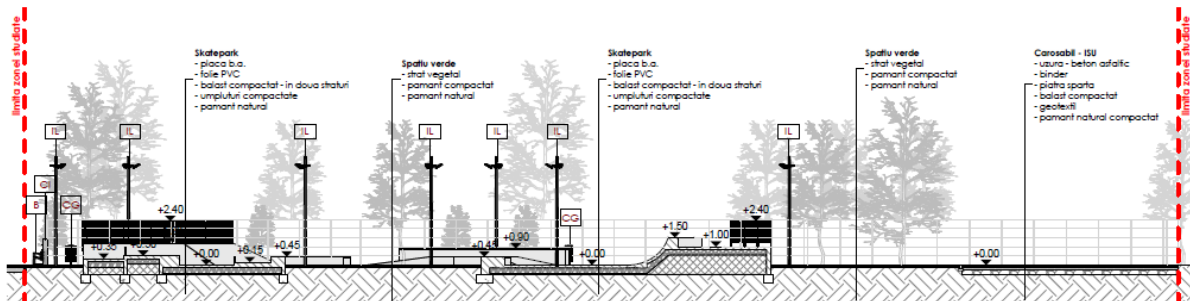 limita zonei studiate
Skatepark
- placa b.a.
- folie PVC
- balast compactat - in doua straturi
- umpluturi compactate
- pamant natural
Spatiu verde
- strat vegetal
- pamant compactat
- pamant natural
Skatepark
- placa b.a.
- folie PVC
- balast compactat - in doua straturi
- umpluturi compactate
- pamant natural
Spatiu verde
- strat vegetal
- pamant compactat
- pamant natural
Carosabil - ISU
- uzura - beton asfaltic
- binder
- piatra sparta
- balast compactat
- geotextil
- pamant natural compactat
limita zonei studiate
IL
IL
IL
IL
IL
IL
IL
B
CG
CG
+2.40
+0.35
+0.00
+0.15
+0.45
+0.45
+0.90
+0.00
+1.50
+1.00
+2.40
+0.00